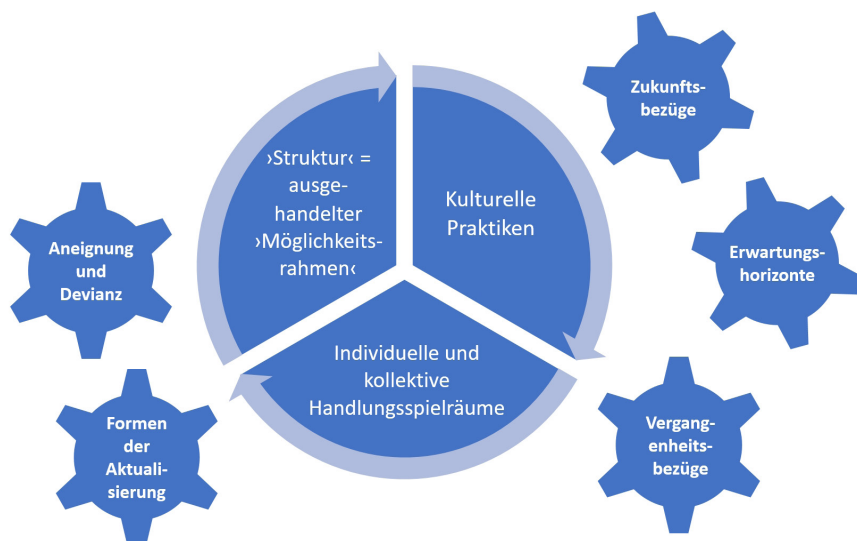 ›Struktur‹ =
ausge-
handelter
›Möglichkeits-
rahmen‹
Kulturelle
Praktiken
Individuelle und
kollektive
Handlungsspielräume
Zukunfts-
bezüge
Erwartungs-
horizonte
Vergang-
enheits-
bezüge
Aneignung
und
Devianz
Formen
der
Aktuali-
sierung